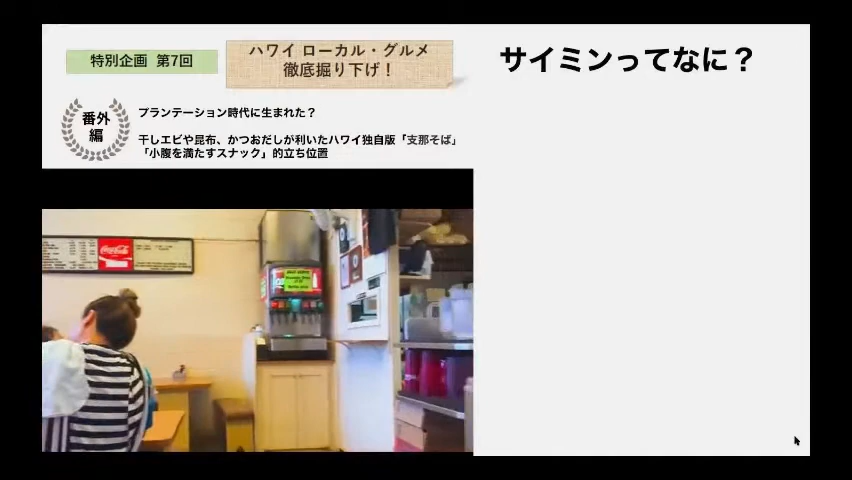 特別企画 第7回
ハワイ ローカル・グルメ
徹底掘り下げ！
サイミンってなに？
番外
編
プランテーション時代に生まれた？
干しエビや昆布、かつおだしが利いたハワイ独自版「支那そば」
「小腹を満たすスナック」的立ち位置
Coca-Cola